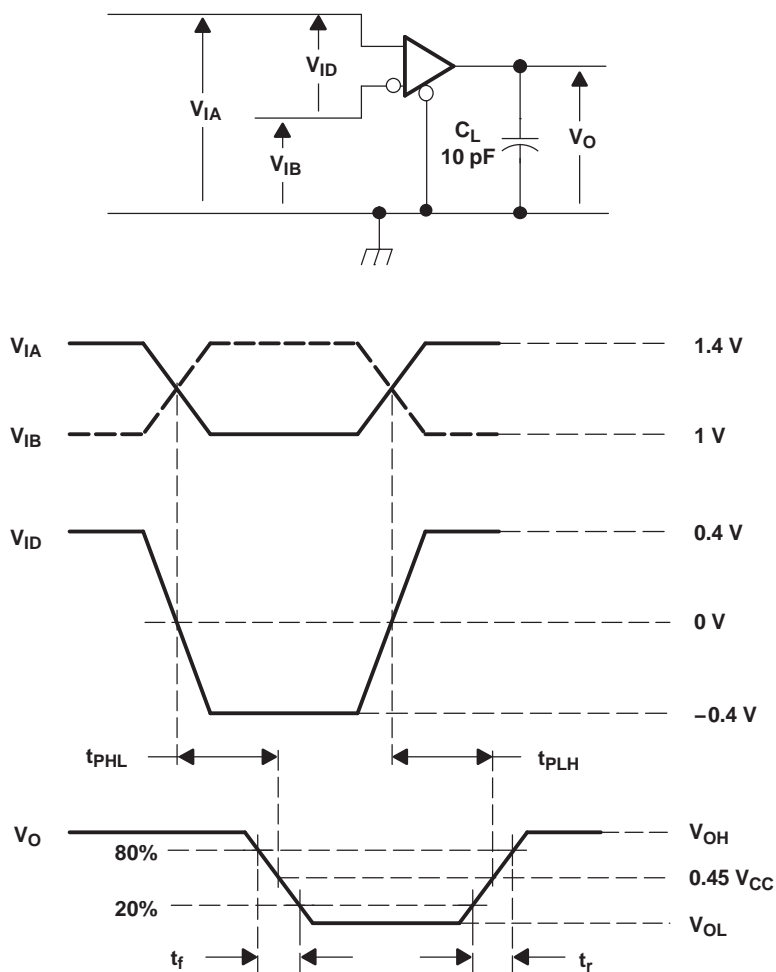 V_ID
V_IA
V_IB
C_L
10 pF
V_O
V_IA
1.4 V
V_IB
1 V
V_ID
0.4 V
0 V
−0.4 V
t_PHL
t_PLH
V_O
V_OH
80%
0.45 V_CC
20%
V_OL
t_f
t_r